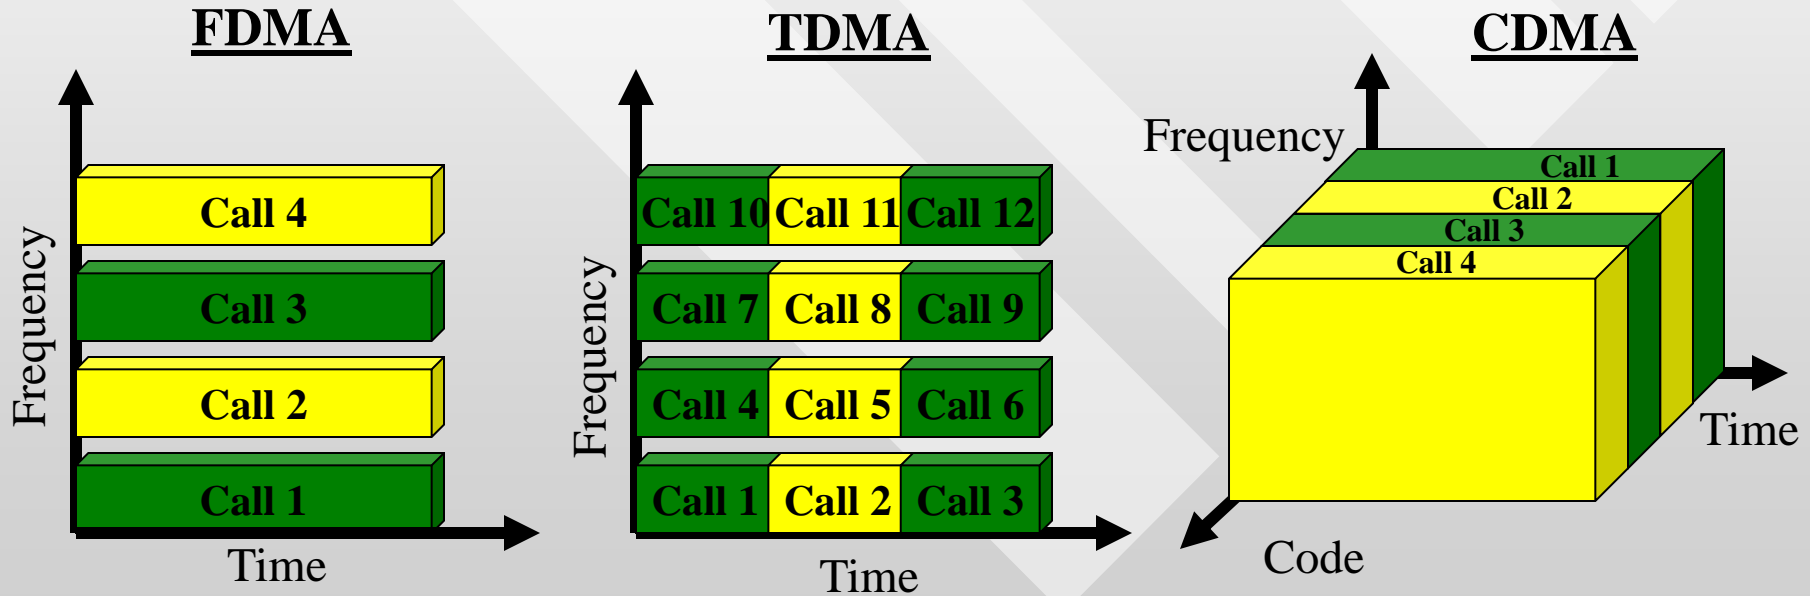 FDMA
Frequency
Call 4
Call 3
Call 2
Call 1
Time
TDMA
Frequency
Call 10 Call 11 Call 12
Call 7 Call 8 Call 9
Call 4 Call 5 Call 6
Call 1 Call 2 Call 3
Time
CDMA
Frequency
Call 1
Call 2
Call 3
Call 4
Time
Code